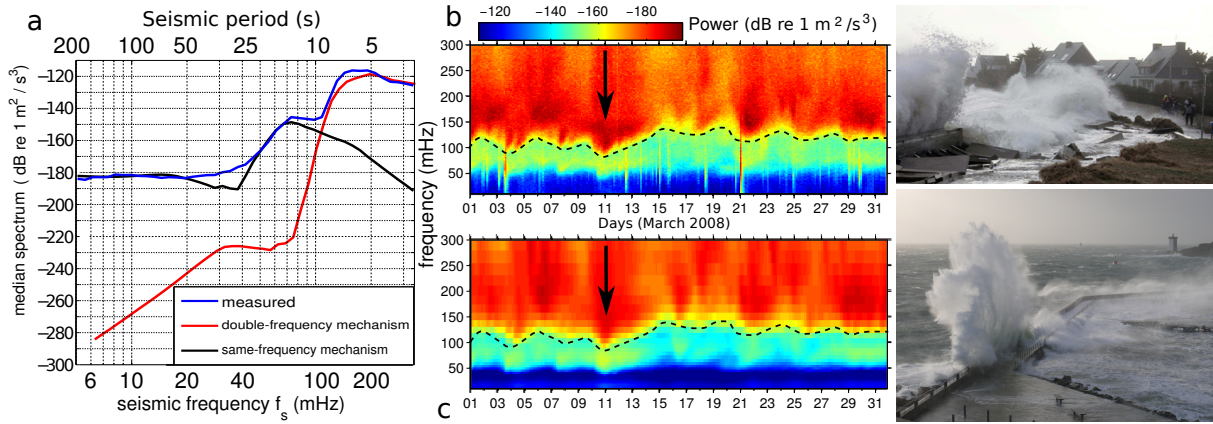 a
Seismic period (s)
200 100 50 25 10 5
−120
−140
−160
−180
−200
−220
−240
−260
−280
−300
median spectrum ( dB re 1 m² / s³)
measured
double-frequency mechanism
same-frequency mechanism
6 10 20 40 100 200
seismic frequency f_s (mHz)
b
−120 −140 −160 −180 Power (dB re 1 m² /s³)
300
250
200
150
100
50
01 03 05 07 09 11 13 15 17 19 21 23 25 27 29 31
Days (March 2008)
frequency (mHz)
300
250
200
150
100
50
01 03 05 07 09 11 13 15 17 19 21 23 25 27 29 31
c